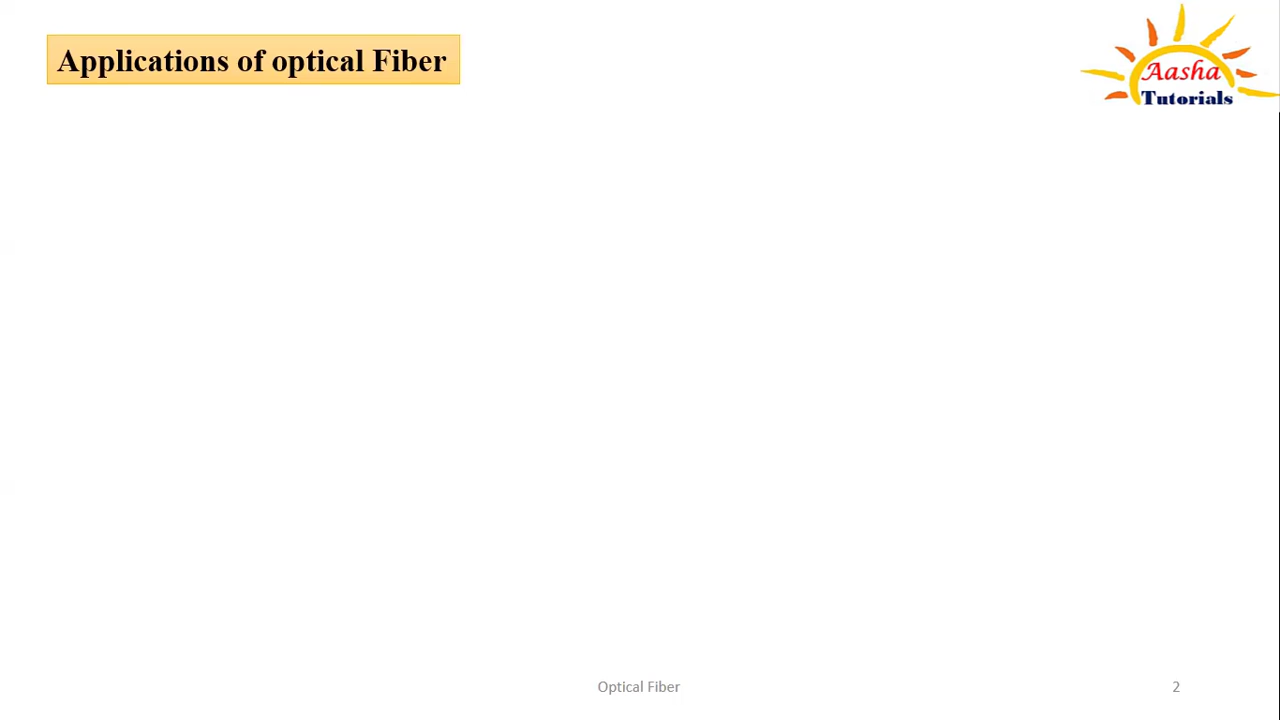 Applications of optical Fiber
Aasha
Tutorials
Optical Fiber
2